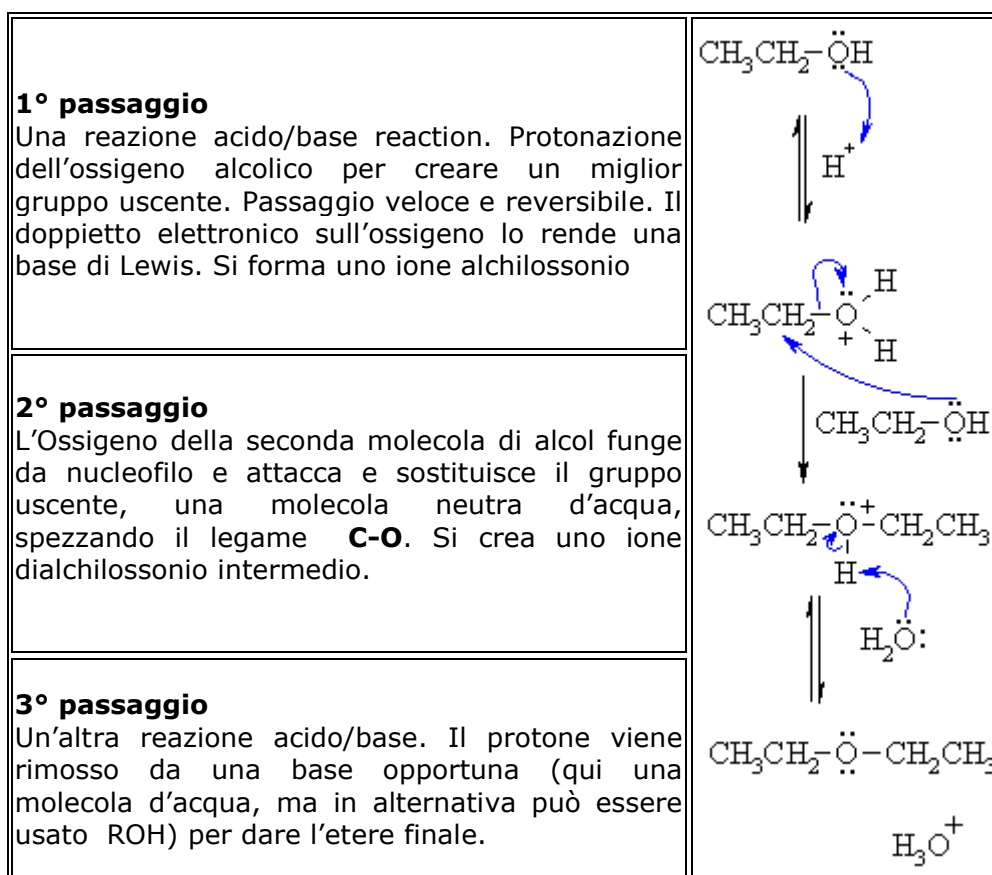 1° passaggio
Una reazione acido/base reaction. Protonazione
dell'ossigeno alcolico per creare un miglior
gruppo uscente. Passaggio veloce e reversibile. Il
doppietto elettronico sull'ossigeno lo rende una
base di Lewis. Si forma uno ione alchilossonio
2° passaggio
L'Ossigeno della seconda molecola di alcol funge
da nucleofilo e attacca e sostituisce il gruppo
uscente, una molecola neutra d'acqua,
spezzando il legame C-O. Si crea uno ione
dialchilossonio intermedio.
3° passaggio
Un'altra reazione acido/base. Il protone viene
rimosso da una base opportuna (qui una
molecola d'acqua, ma in alternativa può essere
usato ROH) per dare l'etere finale.
CH₃CH₂-ÖH
H⁺
H
CH₃CH₂-Ö
+
H
CH₃CH₂-ÖH
CH₃CH₂-Ö⁺-CH₂CH₃
H
H₂Ö:
CH₃CH₂-Ö-CH₂CH₃
H₃O⁺